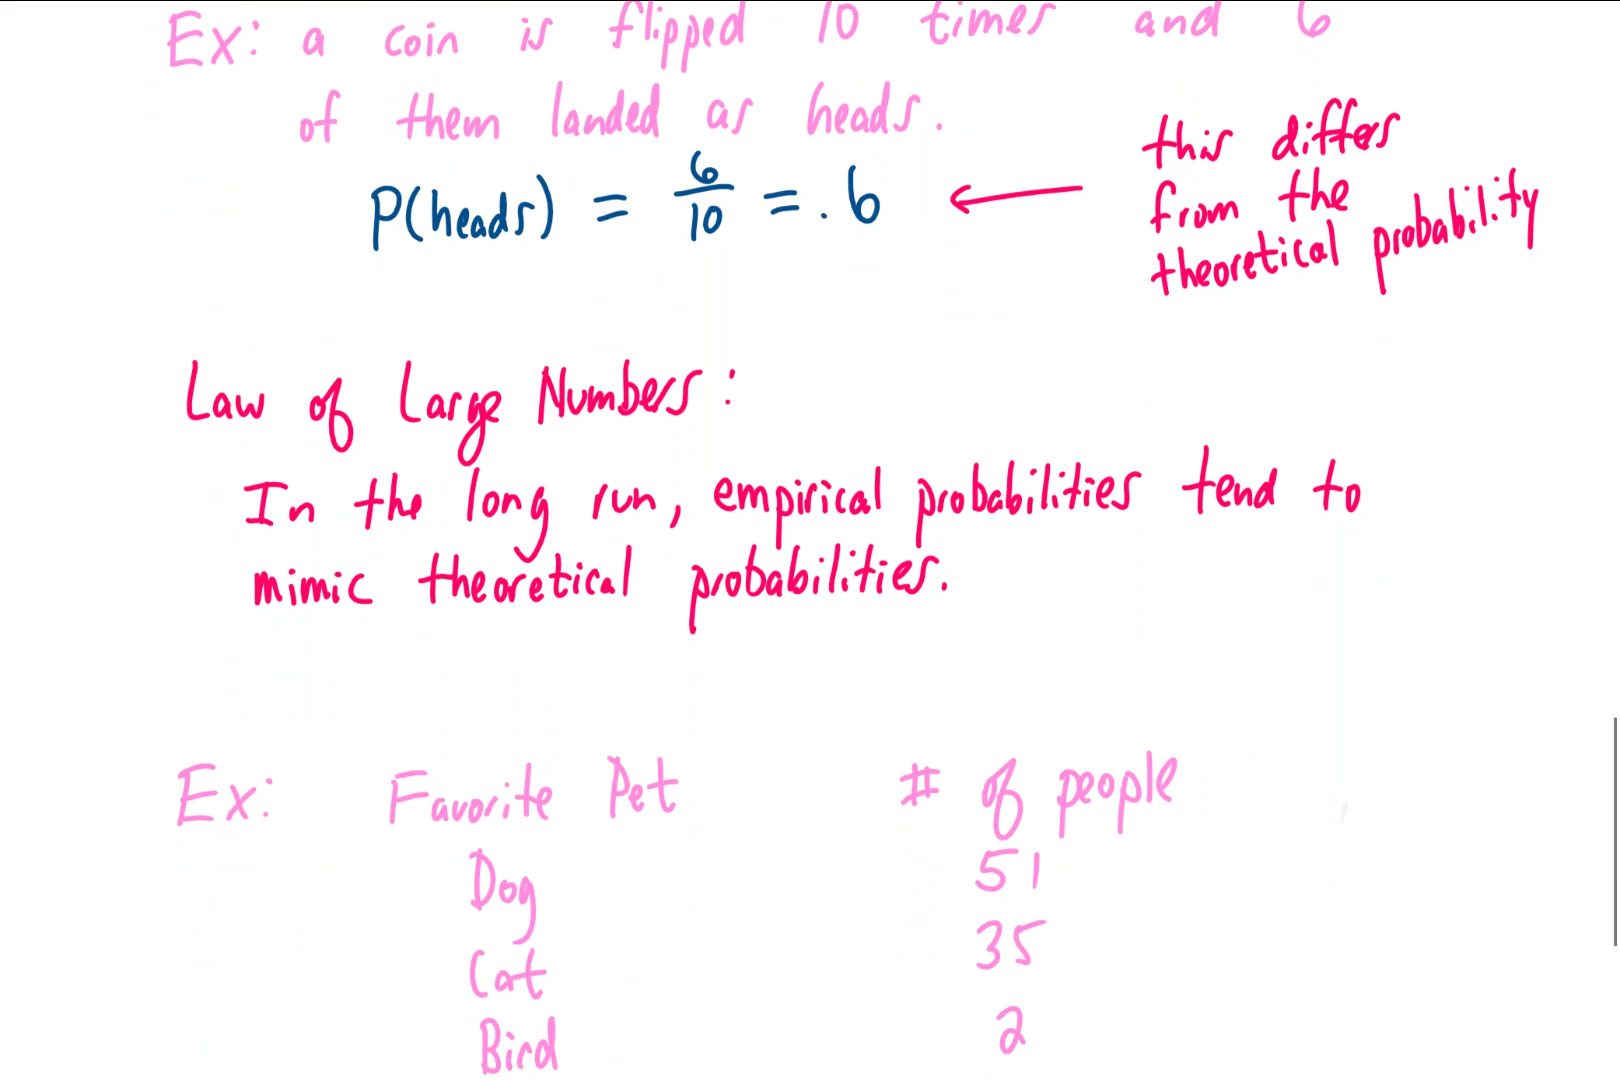 Ex: a coin is flipped 10 times and 6
of them landed as heads.
P(heads) = 6/10 = .6 ←
this differs
from the
theoretical probability
Law of Large Numbers:
In the long run, empirical probabilities tend to
mimic theoretical probabilities.
Ex: Favorite Pet # of people
Dog 51
Cat 35
Bird 2